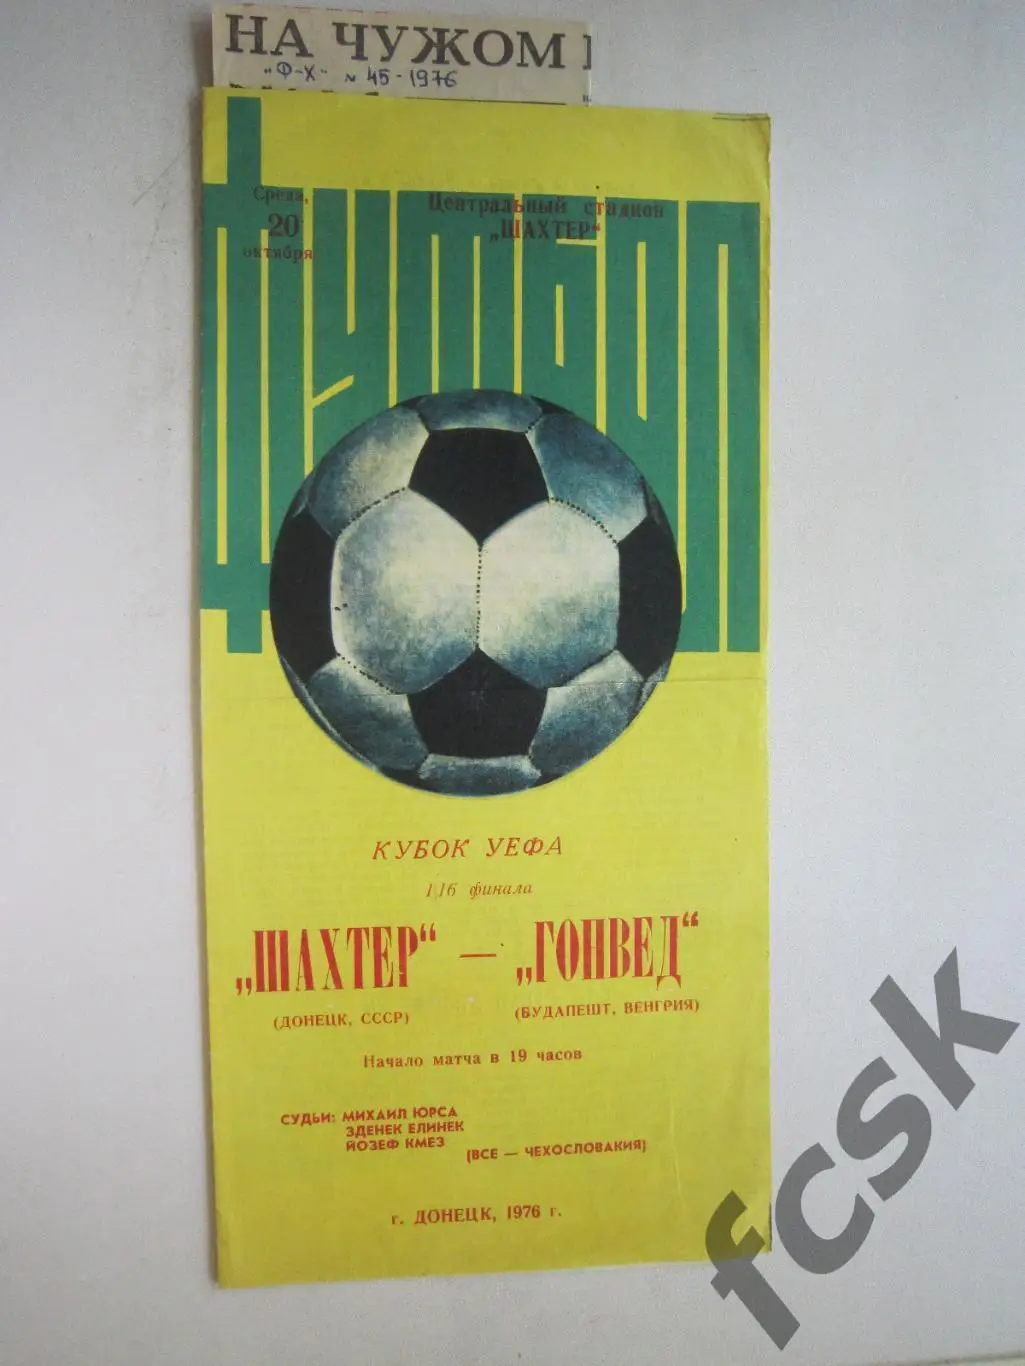 НА ЧУЖОМ
"Ф-Х" № 45-1976
ФУТБОЛ
Среда,
20
октября
Центральный стадион
„ШАХТЕР“
КУБОК УЕФА
1/16 финала
„ШАХТЕР“ — „ГОНВЕД“
(ДОНЕЦК, СССР)
(БУДАПЕШТ, ВЕНГРИЯ)
Начало матча в 19 часов
СУДЬИ: МИХАИЛ ЮРСА
ЗДЕНЕК ЕЛИНЕК
ЙОЗЕФ КМЕЗ
(ВСЕ — ЧЕХОСЛОВАКИЯ)
г. ДОНЕЦК, 1976 г.
fcsk